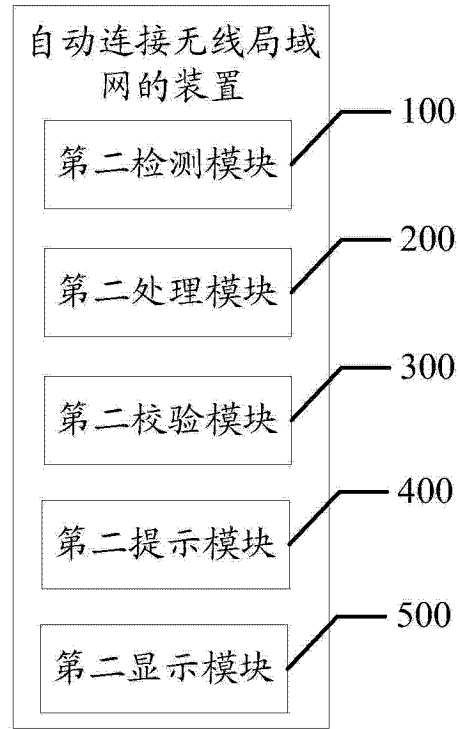 自动连接无线局域
网的装置
100
第二检测模块
200
第二处理模块
300
第二校验模块
400
第二提示模块
500
第二显示模块